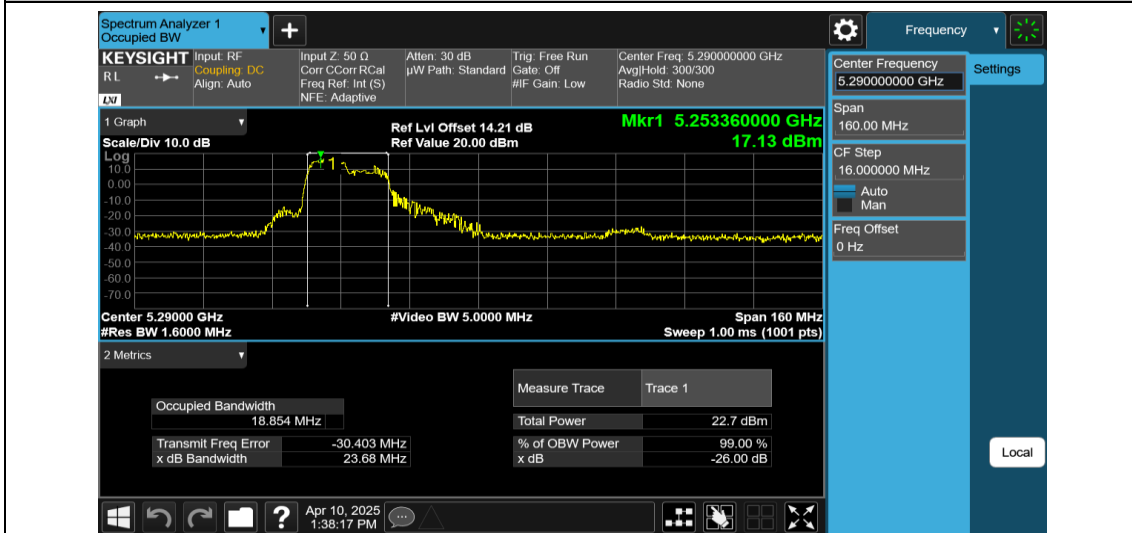 Spectrum Analyzer 1
Occupied BW
Frequency
KEYSIGHT
R L
LXI
Input: RF
Coupling: DC
Align: Auto
Input Z: 50 Ω
Corr CCorr RCal
Freq Ref: Int (S)
NFE: Adaptive
Atten: 30 dB
µW Path: Standard
Trig: Free Run
Gate: Off
#IF Gain: Low
Center Freq: 5.290000000 GHz
Avg|Hold: 300/300
Radio Std: None
Center Frequency
5.290000000 GHz
Settings
Span
160.00 MHz
CF Step
16.000000 MHz
Auto
Man
Freq Offset
0 Hz
1 Graph
Scale/Div 10.0 dB
Ref Lvl Offset 14.21 dB
Ref Value 20.00 dBm
Mkr1 5.253360000 GHz
17.13 dBm
Log
10.0
0.00
-10.0
-20.0
-30.0
-40.0
-50.0
-60.0
-70.0
1
Center 5.29000 GHz
#Res BW 1.6000 MHz
#Video BW 5.0000 MHz
Span 160 MHz
Sweep 1.00 ms (1001 pts)
2 Metrics
Measure Trace Trace 1
Occupied Bandwidth
18.854 MHz
Total Power 22.7 dBm
Transmit Freq Error -30.403 MHz
% of OBW Power 99.00 %
x dB Bandwidth 23.68 MHz
x dB -26.00 dB
Local
?
Apr 10, 2025
1:38:17 PM